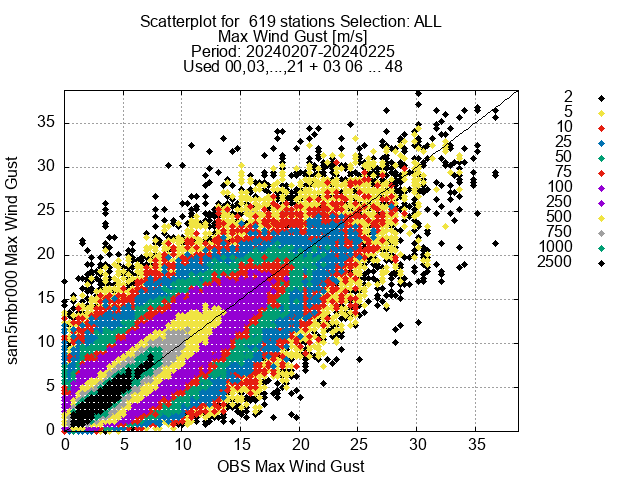 Scatterplot for  619 stations Selection: ALL
Max Wind Gust [m/s]
Period: 20240207-20240225
Used 00,03,...,21 + 03 06 ... 48
2
5
10
25
50
75
100
250
500
750
1000
2500
35
30
25
20
15
10
5
0
sam5mbr000 Max Wind Gust
0 5 10 15 20 25 30 35
OBS Max Wind Gust